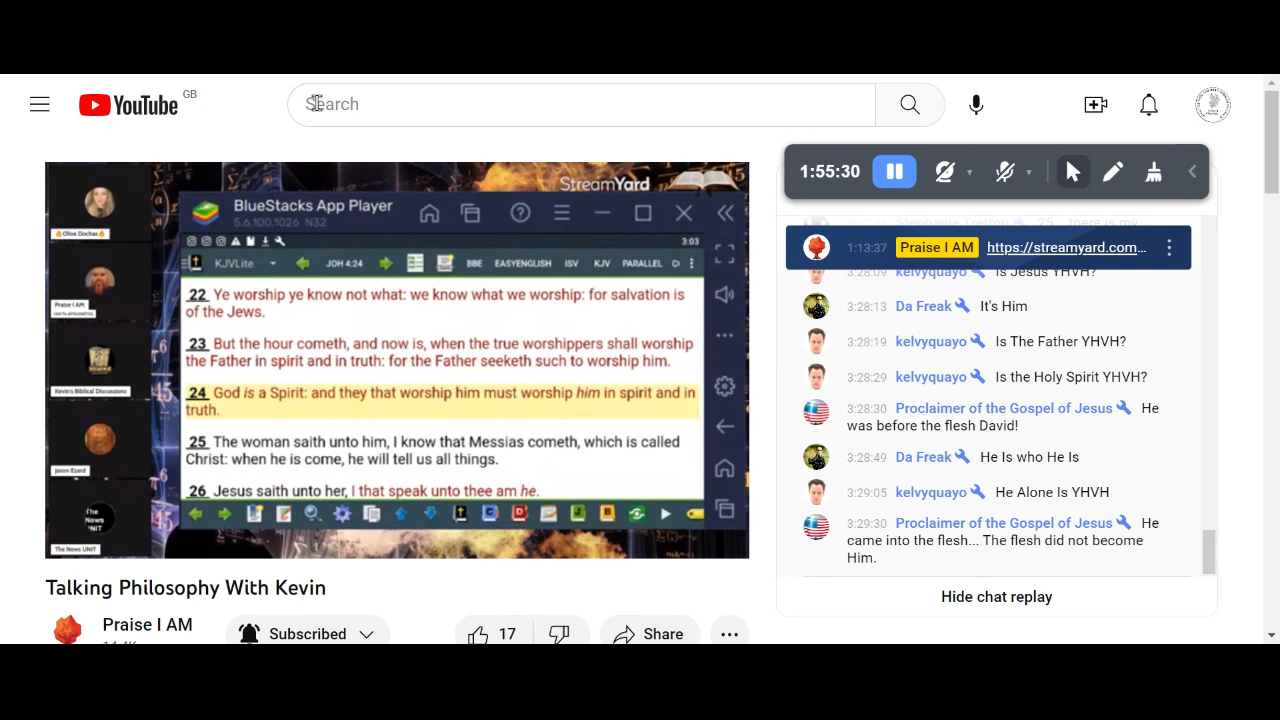 YouTube GB
Search
1:55:30
StreamYard
BlueStacks App Player
5.6.100.1026 N32
3:03
KJVLite JOH 4:24 BBE EASYENGLISH ISV KJV PARALLEL
22 Ye worship ye know not what: we know what we worship: for salvation is
of the Jews.
23 But the hour cometh, and now is, when the true worshippers shall worship
the Father in spirit and in truth: for the Father seeketh such to worship him.
24 God is a Spirit: and they that worship him must worship him in spirit and in
truth.
25 The woman saith unto him, I know that Messias cometh, which is called
Christ: when he is come, he will tell us all things.
26 Jesus saith unto her, I that speak unto thee am he.
Olive Dochas
Praise I AM
Kevin's Biblical Discussions
Jason Ezard
The
News
UNIT
The News UNIT
Talking Philosophy With Kevin
Praise I AM
Subscribed
17
Share
1:13:37 Praise I AM https://streamyard.com...
3:28:09 kelvyquayo Is Jesus YHVH?
3:28:13 Da Freak It's Him
3:28:19 kelvyquayo Is The Father YHVH?
3:28:29 kelvyquayo Is the Holy Spirit YHVH?
3:28:30 Proclaimer of the Gospel of Jesus He
was before the flesh David!
3:28:49 Da Freak He Is who He Is
3:29:05 kelvyquayo He Alone Is YHVH
3:29:30 Proclaimer of the Gospel of Jesus He
came into the flesh... The flesh did not become
Him.
Hide chat replay